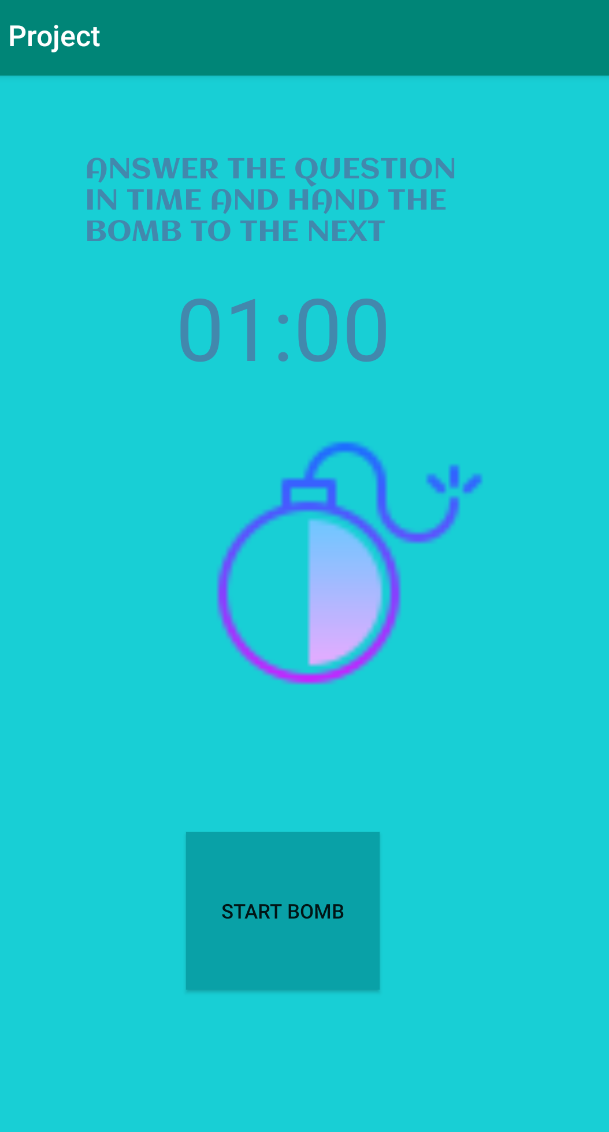 Project
ANSWER THE QUESTION
IN TIME AND HAND THE
BOMB TO THE NEXT
01:00
START BOMB